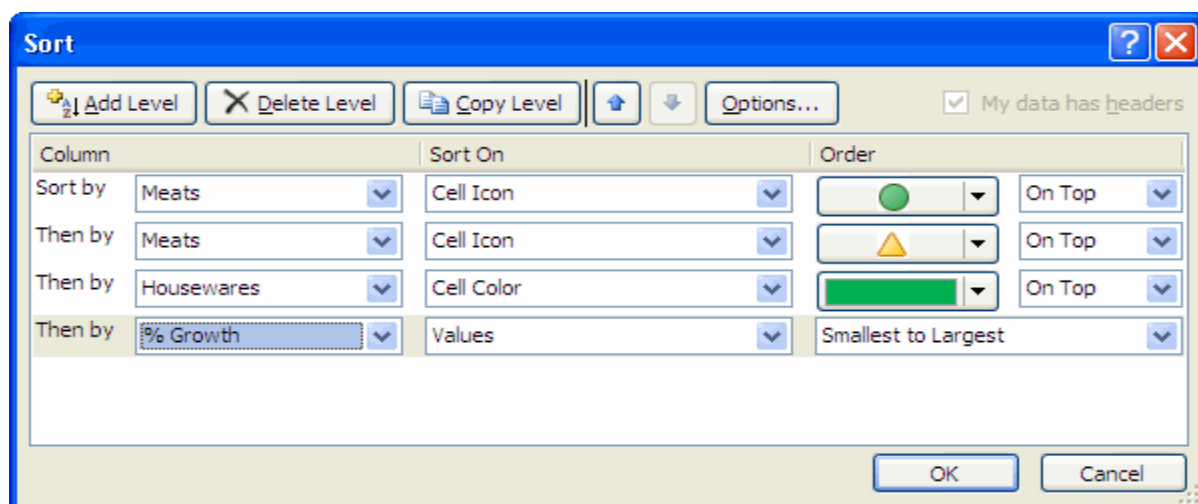 Sort
Add Level Delete Level Copy Level Options... My data has headers
Column Sort On Order
Sort by Meats Cell Icon On Top
Then by Meats Cell Icon On Top
Then by Housewares Cell Color On Top
Then by % Growth Values Smallest to Largest
OK Cancel